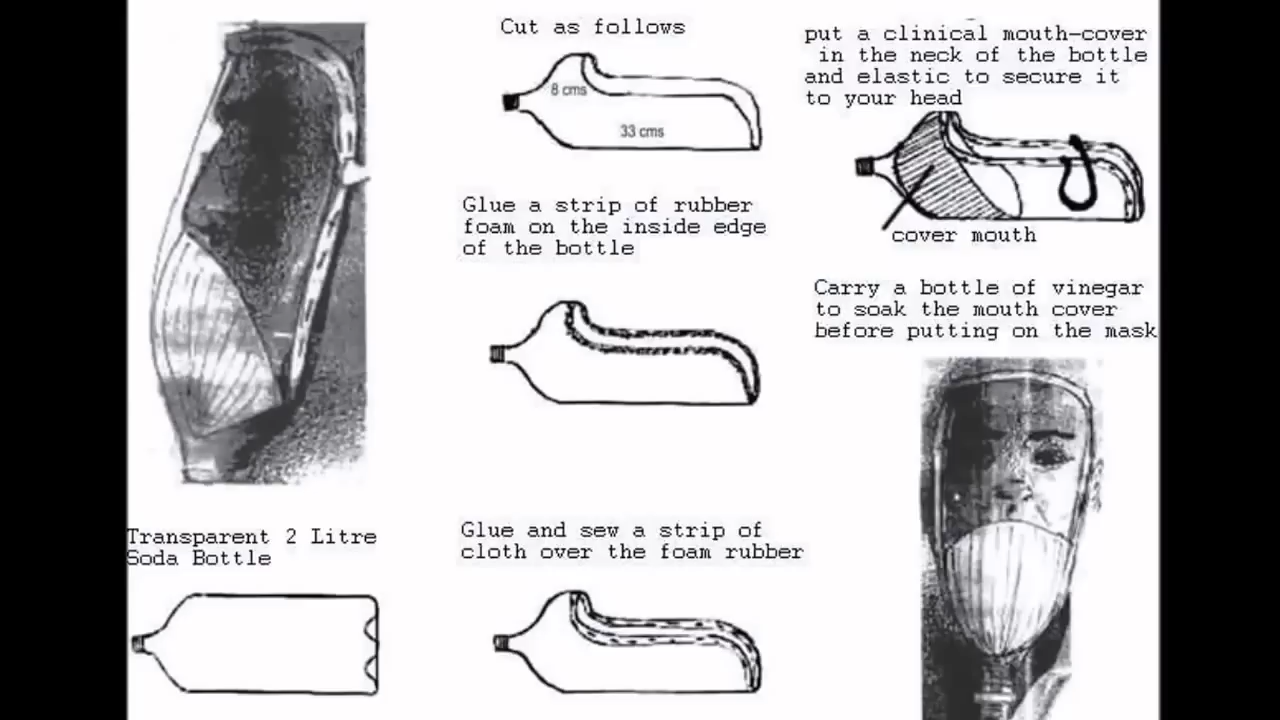 Cut as follows
8 cms
33 cms
Glue a strip of rubber
foam on the inside edge
of the bottle
Transparent 2 Litre
Soda Bottle
Glue and sew a strip of
cloth over the foam rubber
put a clinical mouth-cover
in the neck of the bottle
and elastic to secure it
to your head
cover mouth
Carry a bottle of vinegar
to soak the mouth cover
before putting on the mask